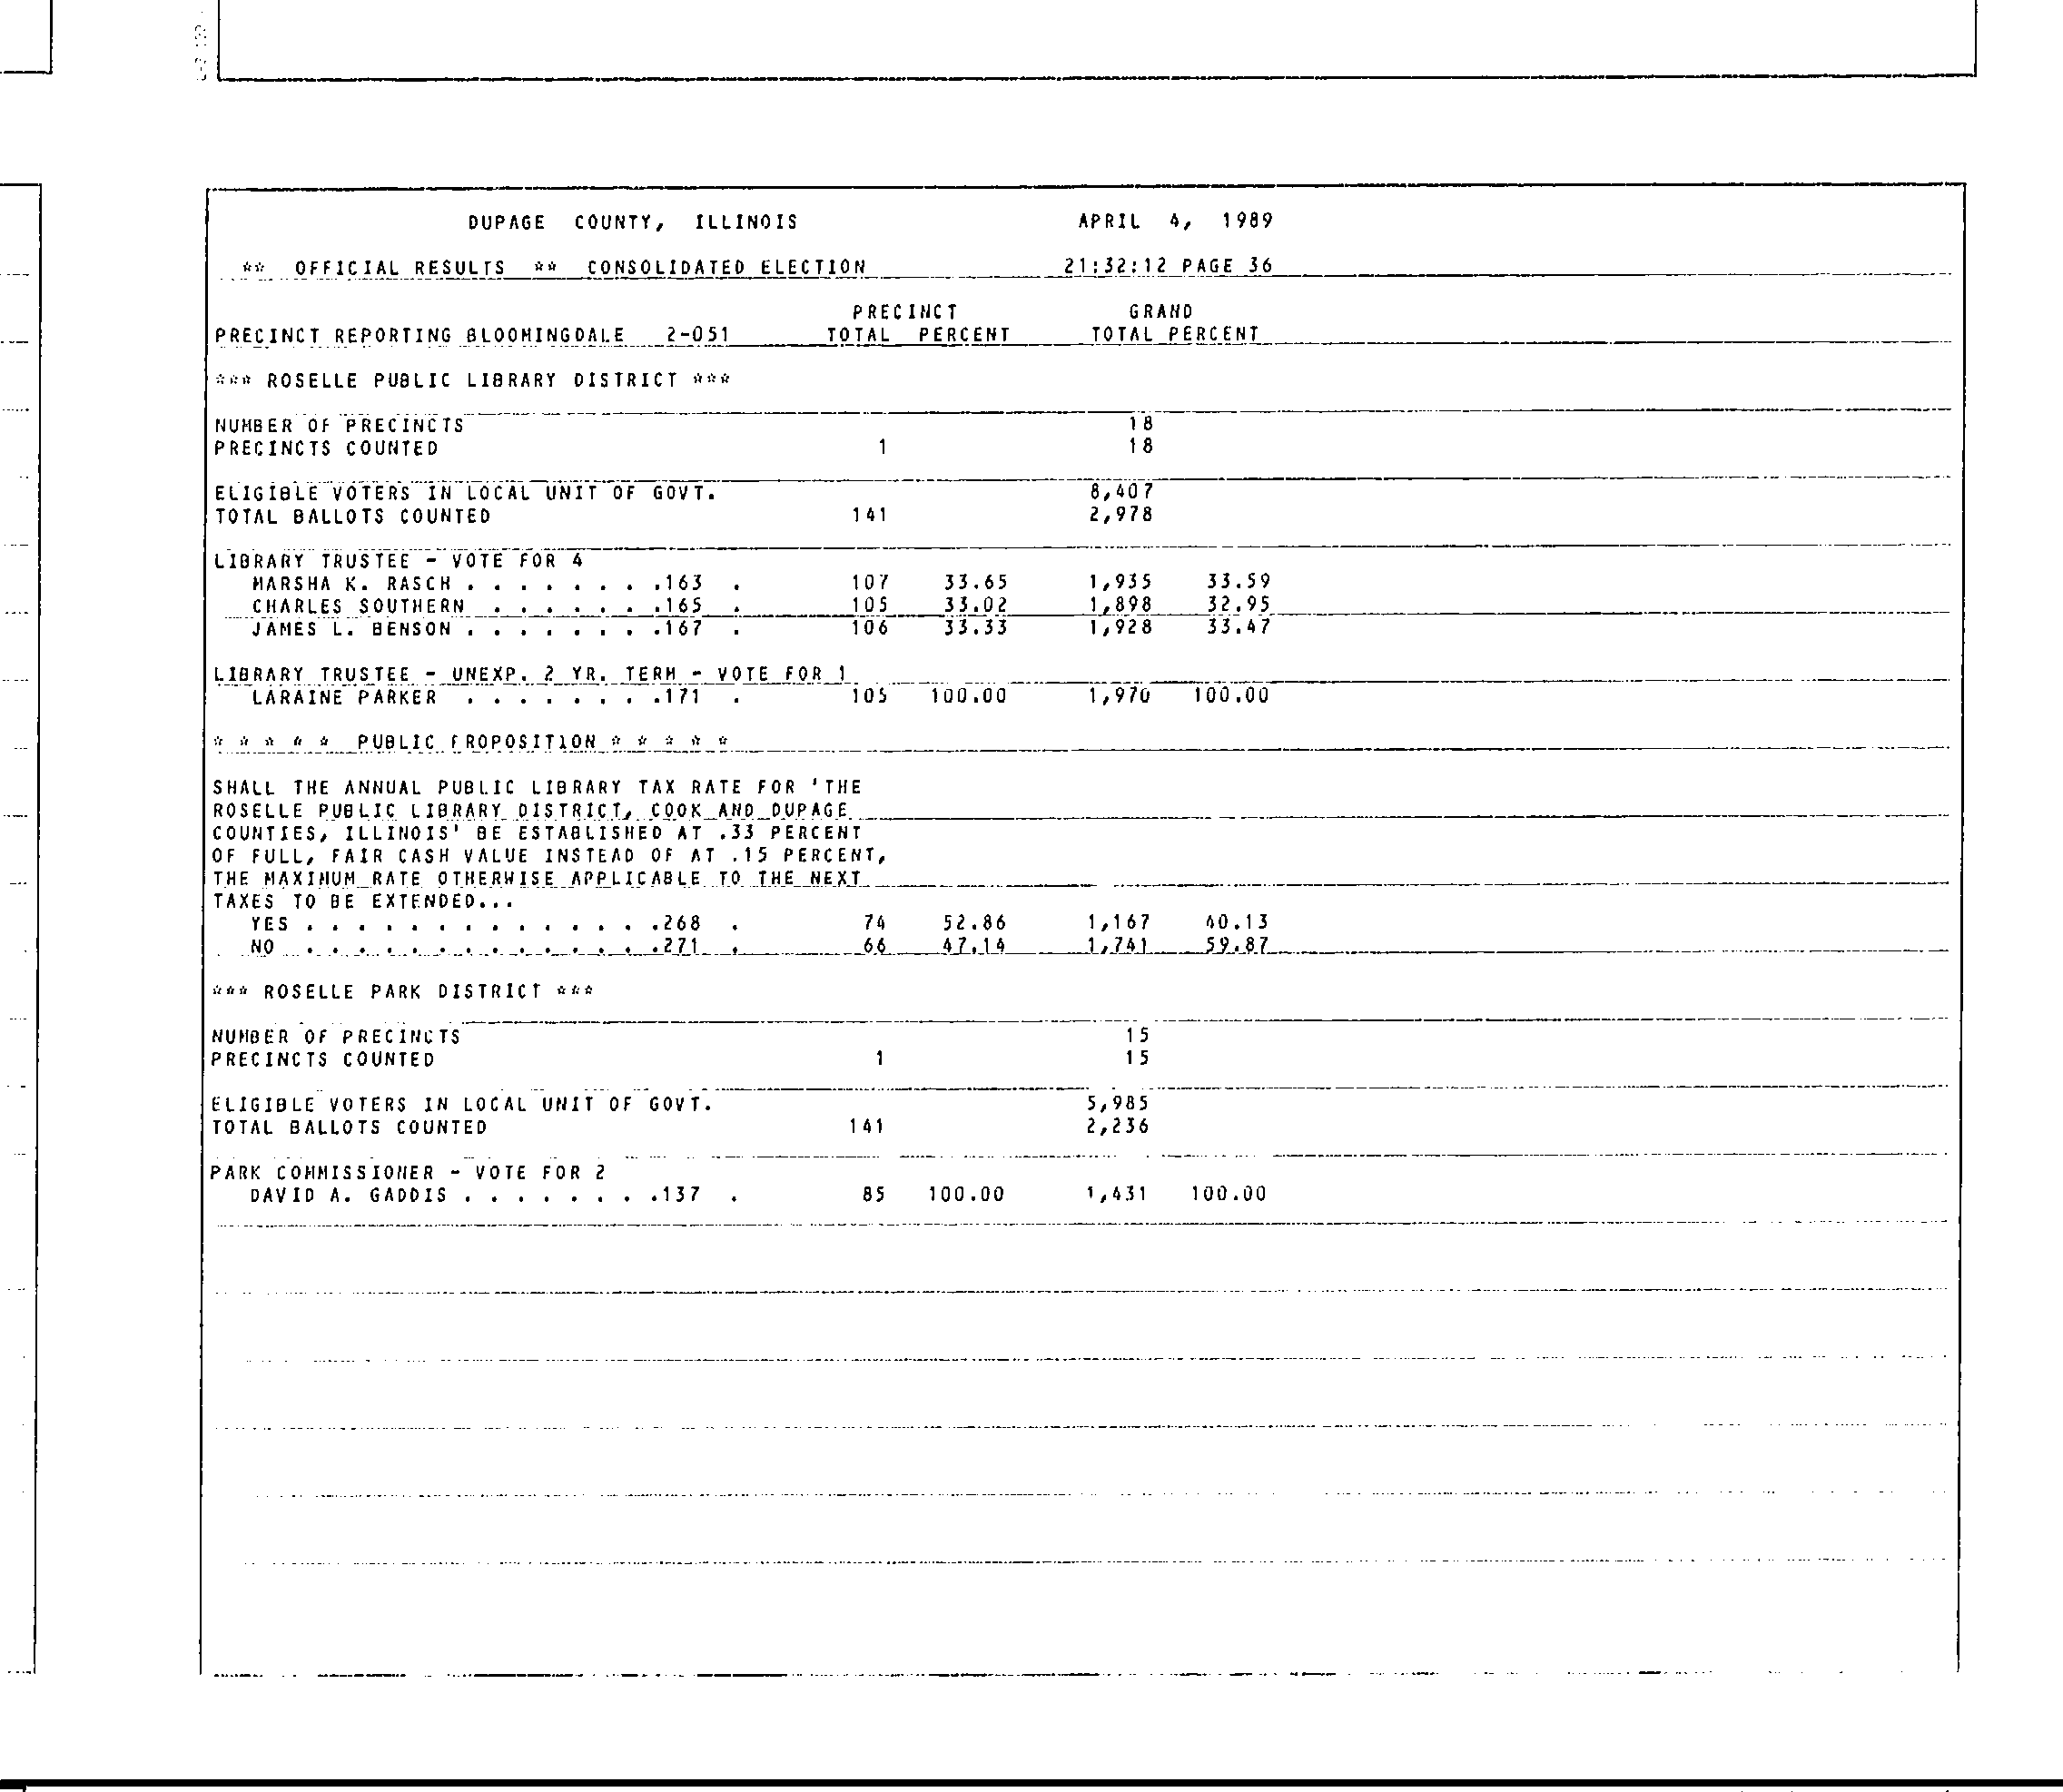 DUPAGE COUNTY, ILLINOIS APRIL 4, 1989
** OFFICIAL RESULTS ** CONSOLIDATED ELECTION 21:32:12 PAGE 36
PRECINCT GRAND
PRECINCT REPORTING BLOOMINGDALE 2-051 TOTAL PERCENT TOTAL PERCENT
*** ROSELLE PUBLIC LIBRARY DISTRICT ***
NUMBER OF PRECINCTS 18
PRECINCTS COUNTED 1 18
ELIGIBLE VOTERS IN LOCAL UNIT OF GOVT. 8,407
TOTAL BALLOTS COUNTED 141 2,978
LIBRARY TRUSTEE - VOTE FOR 4
MARSHA K. RASCH . . . . . . . .163 . 107 33.65 1,935 33.59
CHARLES SOUTHERN . . . . . . .165 . 105 33.02 1,898 32.95
JAMES L. BENSON . . . . . . . .167 . 106 33.33 1,928 33.47
LIBRARY TRUSTEE - UNEXP. 2 YR. TERM - VOTE FOR 1
LARAINE PARKER . . . . . . . .171 . 105 100.00 1,970 100.00
* * * * * PUBLIC PROPOSITION * * * * *
SHALL THE ANNUAL PUBLIC LIBRARY TAX RATE FOR 'THE
ROSELLE PUBLIC LIBRARY DISTRICT, COOK AND DUPAGE
COUNTIES, ILLINOIS' BE ESTABLISHED AT .33 PERCENT
OF FULL, FAIR CASH VALUE INSTEAD OF AT .15 PERCENT,
THE MAXIMUM RATE OTHERWISE APPLICABLE TO THE NEXT
TAXES TO BE EXTENDED...
YES . . . . . . . . . . . . . .268 . 74 52.86 1,167 40.13
NO . . . . . . . . . . . . . .271 . 66 47.14 1,741 59.87
*** ROSELLE PARK DISTRICT ***
NUMBER OF PRECINCTS 15
PRECINCTS COUNTED 1 15
ELIGIBLE VOTERS IN LOCAL UNIT OF GOVT. 5,985
TOTAL BALLOTS COUNTED 141 2,236
PARK COMMISSIONER - VOTE FOR 2
DAVID A. GADDIS . . . . . . . .137 . 85 100.00 1,431 100.00